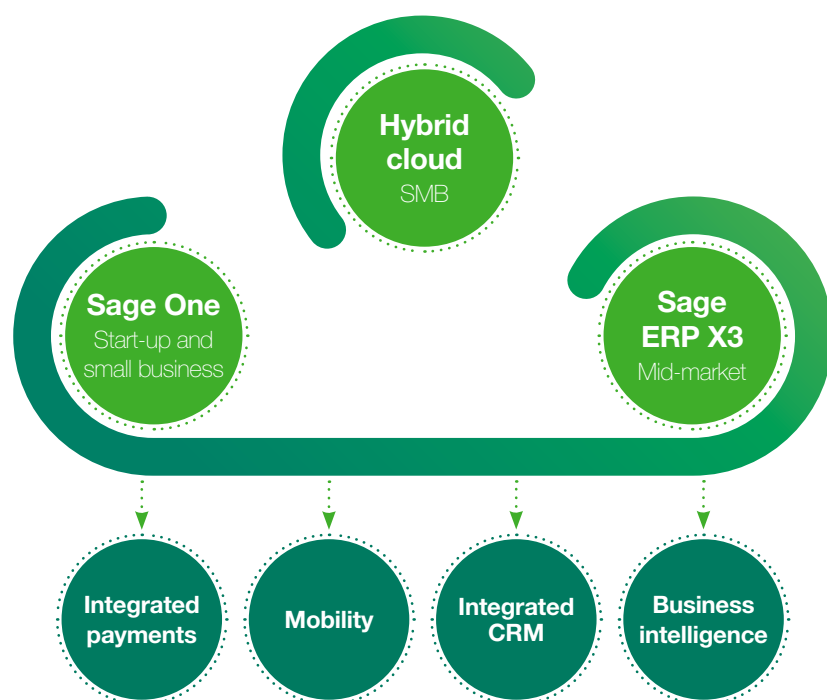 Hybrid
cloud
SMB
Sage One
Start-up and
small business
Sage
ERP X3
Mid-market
Integrated
payments
Mobility
Integrated
CRM
Business
intelligence